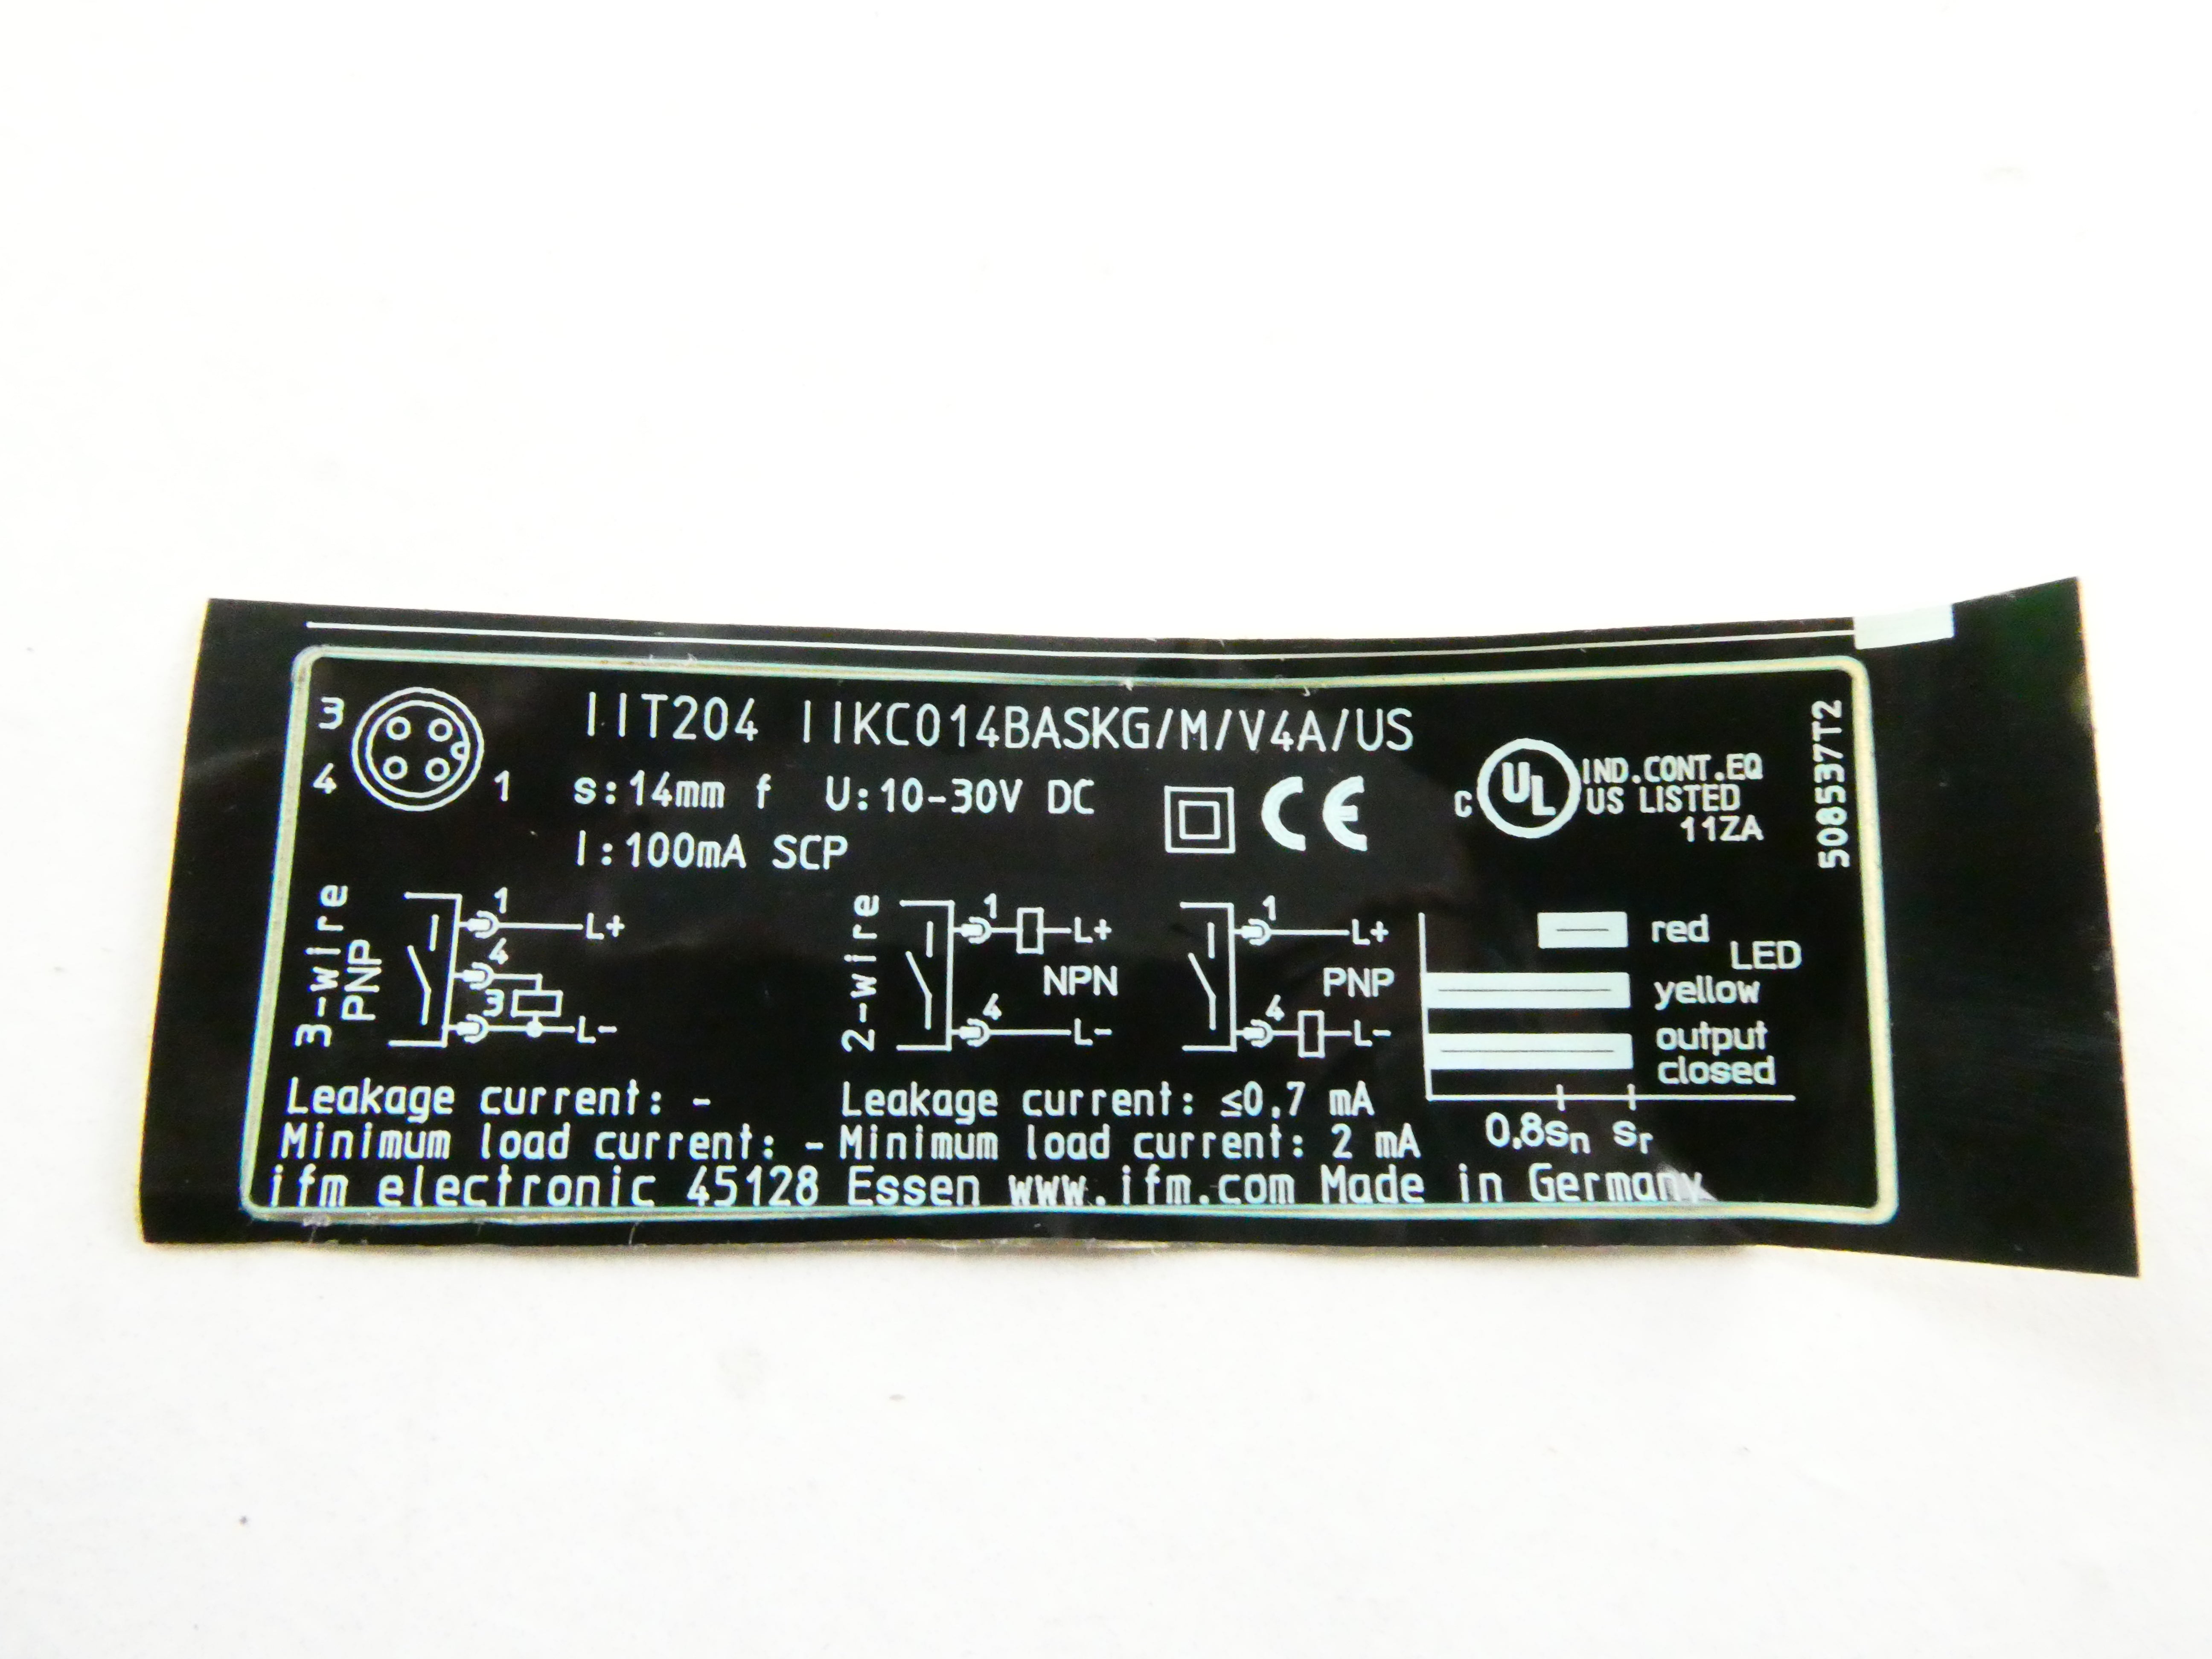 IIT204 IIKC014BASKG/M/V4A/US
3
4
1
s:14mm f U:10-30V DC
I:100mA SCP
CE
C UL US
IND.CONT.EQ
LISTED
11ZA
5085537T2
3-wire
PNP
1
L+
4
3
L-
2-wire
1
L+
NPN
4
L-
1
L+
PNP
4
L-
red
LED
yellow
output
closed
0,8sn sr
Leakage current: -
Minimum load current: -
Leakage current: ≤0,7 mA
Minimum load current: 2 mA
ifm electronic 45128 Essen www.ifm.com Made in Germany